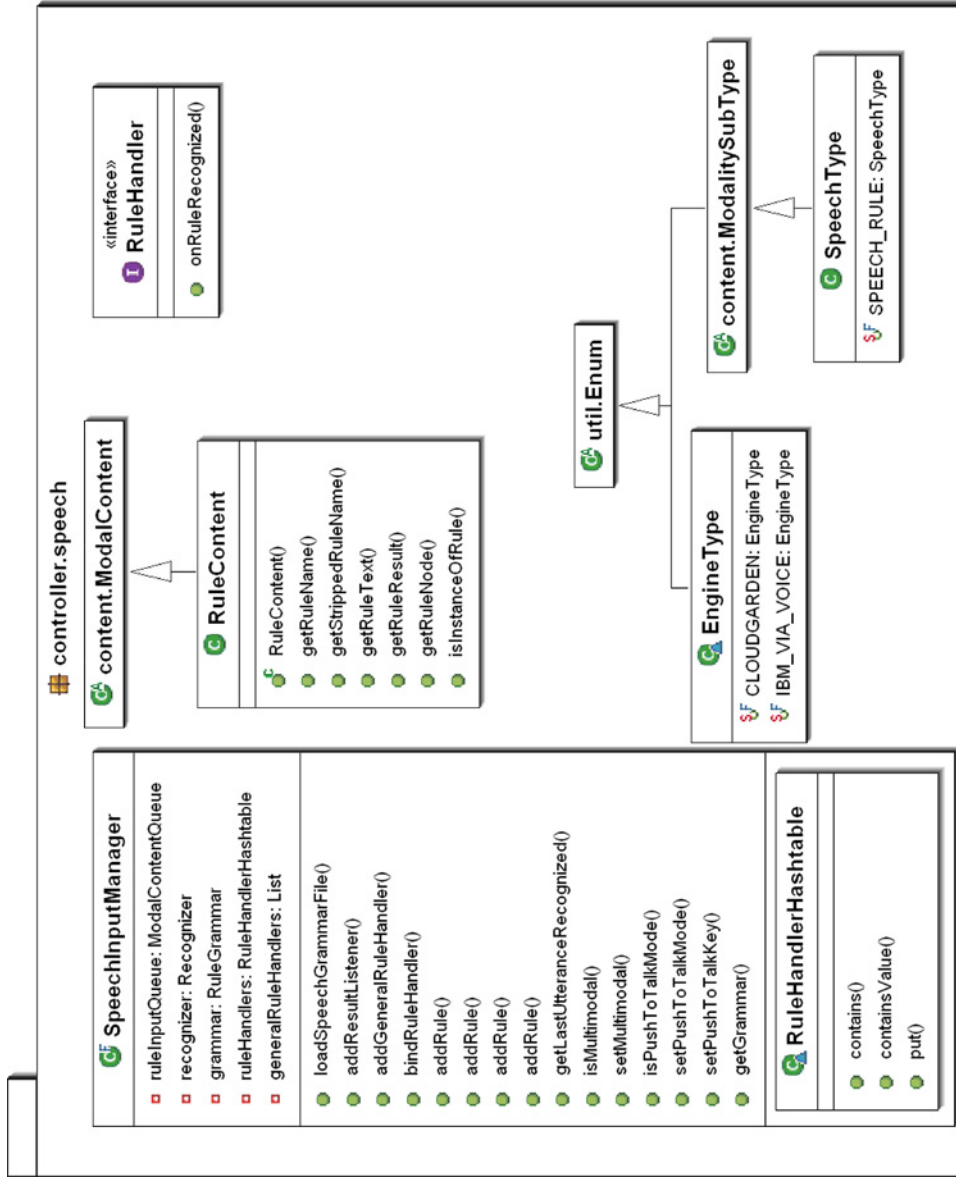 controller.speech
SpeechInputManager
ruleInputQueue: ModalContentQueue
recognizer: Recognizer
grammar: RuleGrammar
ruleHandlers: RuleHandlerHashtable
generalRuleHandlers: List
loadSpeechGrammarFile()
addResultListener()
addGeneralRuleHandler()
bindRuleHandler()
addRule()
addRule()
addRule()
addRule()
getLastUtteranceRecognized()
isMultimodal()
setMultimodal()
isPushToTalkMode()
setPushToTalkMode()
setPushToTalkKey()
getGrammar()
RuleHandlerHashtable
contains()
containsValue()
put()
content.ModalContent
RuleContent
RuleContent()
getRuleName()
getStrippedRuleName()
getRuleText()
getRuleResult()
getRuleNode()
isInstanceOfRule()
«interface»
RuleHandler
onRuleRecognized()
util.Enum
EngineType
CLOUDGARDEN: EngineType
IBM_VIA_VOICE: EngineType
content.ModalitySubType
SpeechType
SPEECH_RULE: SpeechType